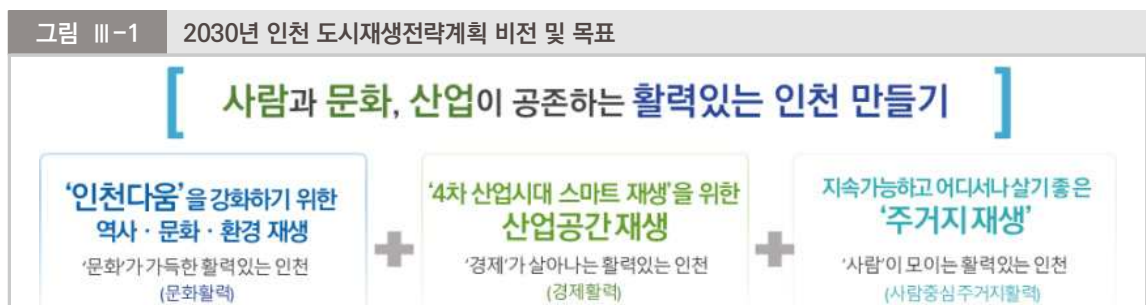 그림 Ⅲ-1 2030년 인천 도시재생전략계획 비전 및 목표
[ 사람과 문화, 산업이 공존하는 활력있는 인천 만들기 ]
‘인천다움’을 강화하기 위한
역사 · 문화 · 환경 재생
‘문화’가 가득한 활력있는 인천
(문화활력)
+
‘4차 산업시대 스마트 재생’을 위한
산업공간 재생
‘경제’가 살아나는 활력있는 인천
(경제활력)
+
지속가능하고 어디서나 살기 좋은
‘주거지 재생’
‘사람’이 모이는 활력있는 인천
(사람중심 주거지활력)